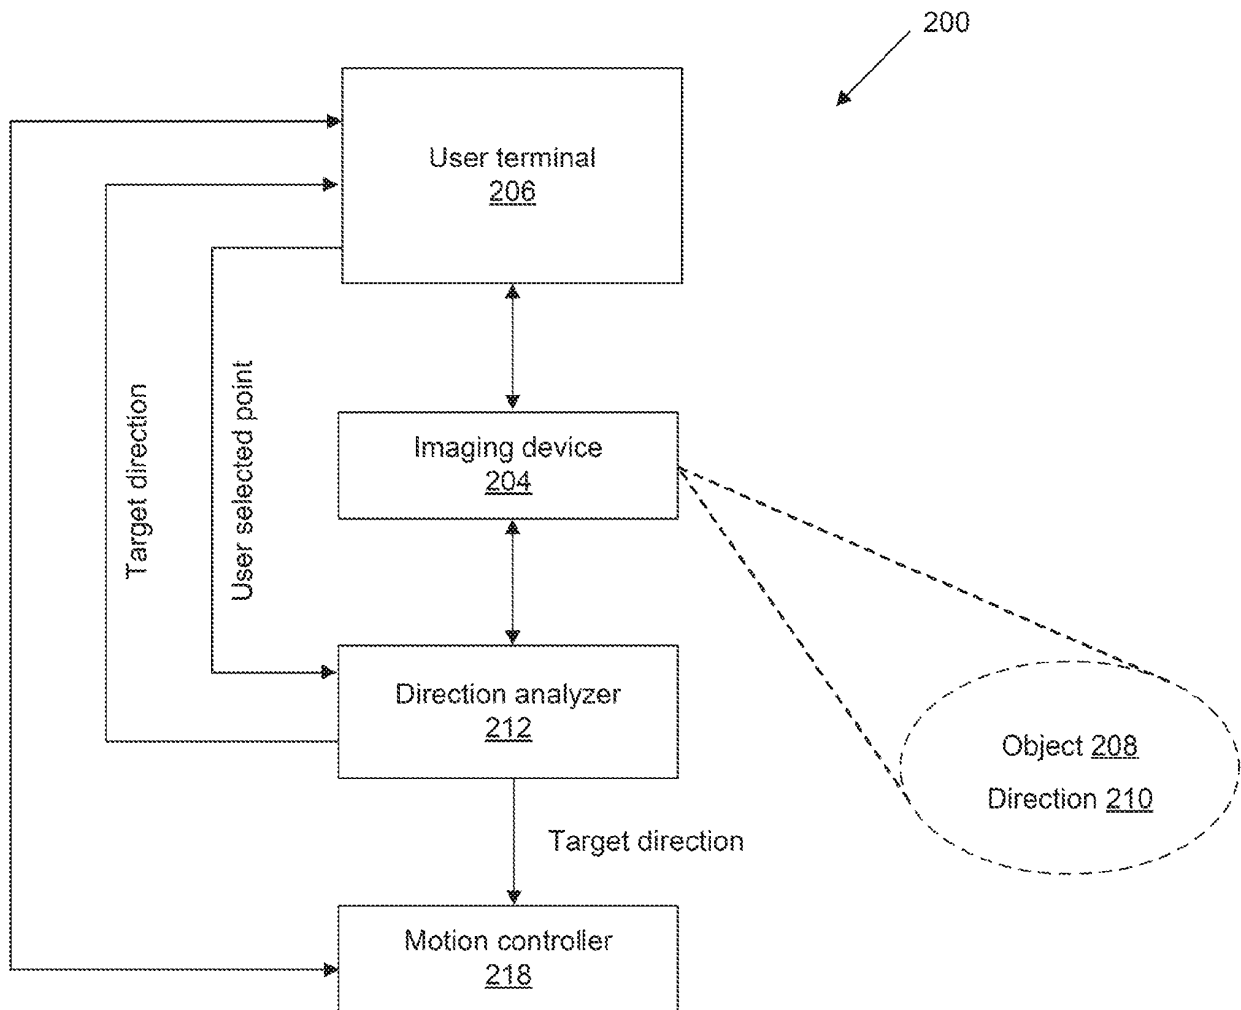 200
User terminal
206
Target direction
User selected point
Imaging device
204
Direction analyzer
212
Object 208
Direction 210
Target direction
Motion controller
218